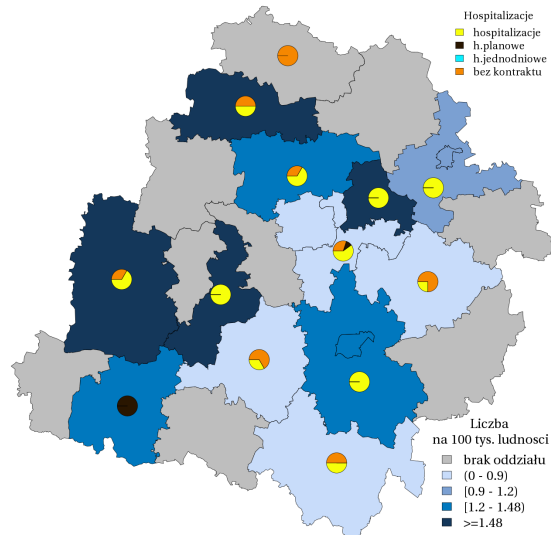 Hospitalizacje
hospitalizacje
h.planowe
h.jednodniowe
bez kontraktu
Liczba
na 100 tys. ludnosci
brak oddziału
(0 - 0.9)
[0.9 - 1.2)
[1.2 - 1.48)
>=1.48